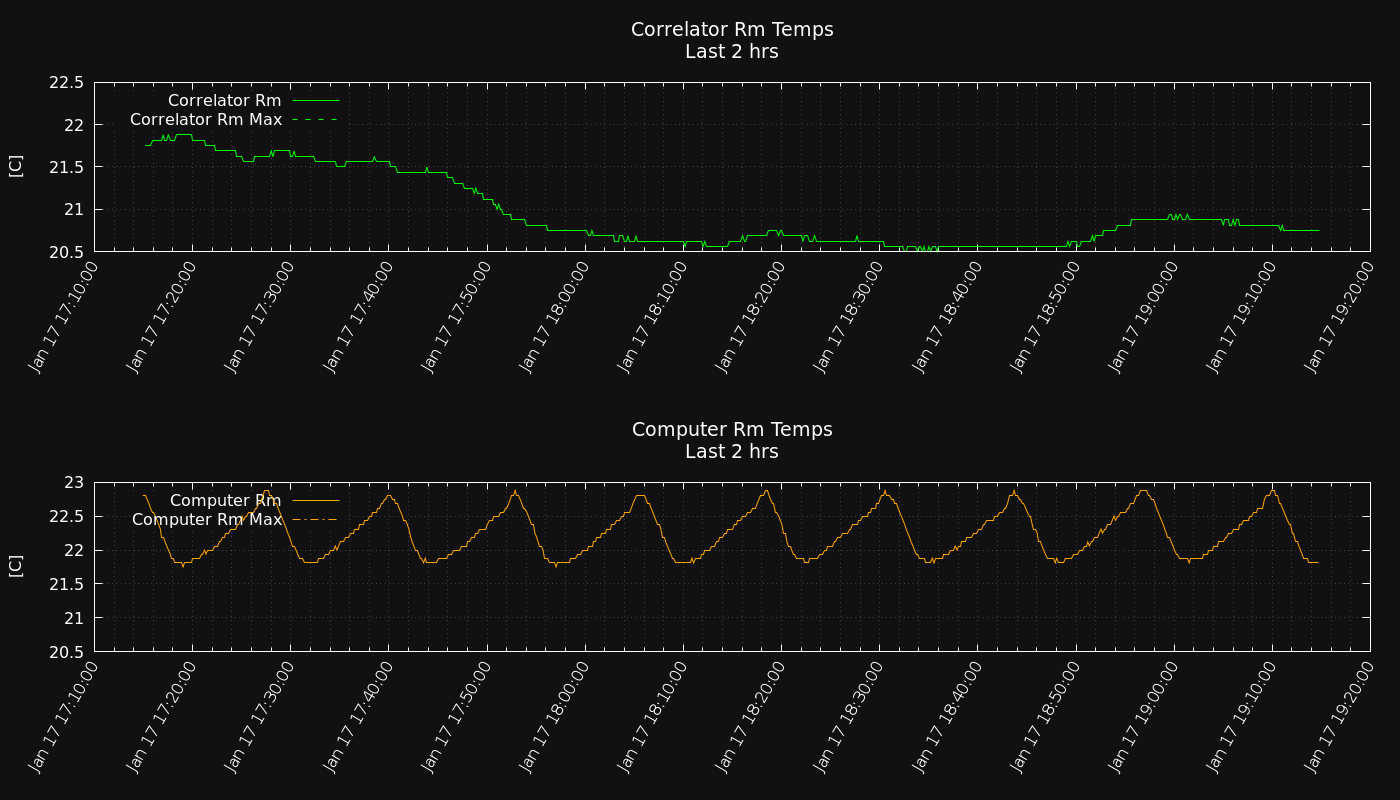 Correlator Rm Temps
Last 2 hrs
22.5
22
21.5
21
20.5
[C]
Correlator Rm
Correlator Rm Max
Jan 17 17:10:00
Jan 17 17:20:00
Jan 17 17:30:00
Jan 17 17:40:00
Jan 17 17:50:00
Jan 17 18:00:00
Jan 17 18:10:00
Jan 17 18:20:00
Jan 17 18:30:00
Jan 17 18:40:00
Jan 17 18:50:00
Jan 17 19:00:00
Jan 17 19:10:00
Jan 17 19:20:00
Computer Rm Temps
Last 2 hrs
23
22.5
22
21.5
21
20.5
[C]
Computer Rm
Computer Rm Max
Jan 17 17:10:00
Jan 17 17:20:00
Jan 17 17:30:00
Jan 17 17:40:00
Jan 17 17:50:00
Jan 17 18:00:00
Jan 17 18:10:00
Jan 17 18:20:00
Jan 17 18:30:00
Jan 17 18:40:00
Jan 17 18:50:00
Jan 17 19:00:00
Jan 17 19:10:00
Jan 17 19:20:00